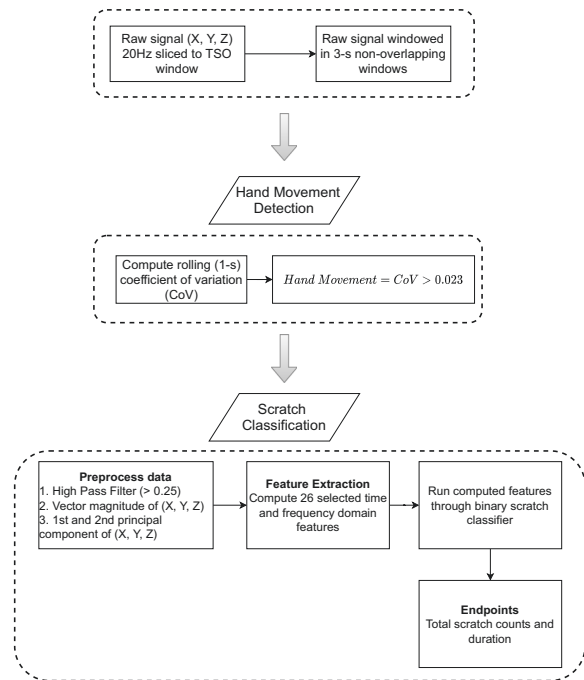 Raw signal (X, Y, Z)
20Hz sliced to TSO
window
Raw signal windowed
in 3-s non-overlapping
windows
Hand Movement
Detection
Compute rolling (1-s)
coefficient of variation
(CoV)
Hand Movement = CoV > 0.023
Scratch
Classification
Preprocess data
1. High Pass Filter (> 0.25)
2. Vector magnitude of (X, Y, Z)
3. 1st and 2nd principal
component of (X, Y, Z)
Feature Extraction
Compute 26 selected time
and frequency domain
features
Run computed features
through binary scratch
classifier
Endpoints
Total scratch counts and
duration